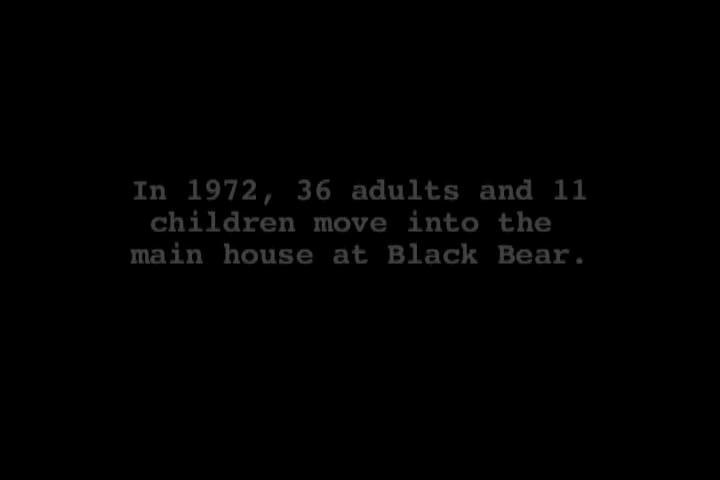 In 1972, 36 adults and 11
children move into the
main house at Black Bear.